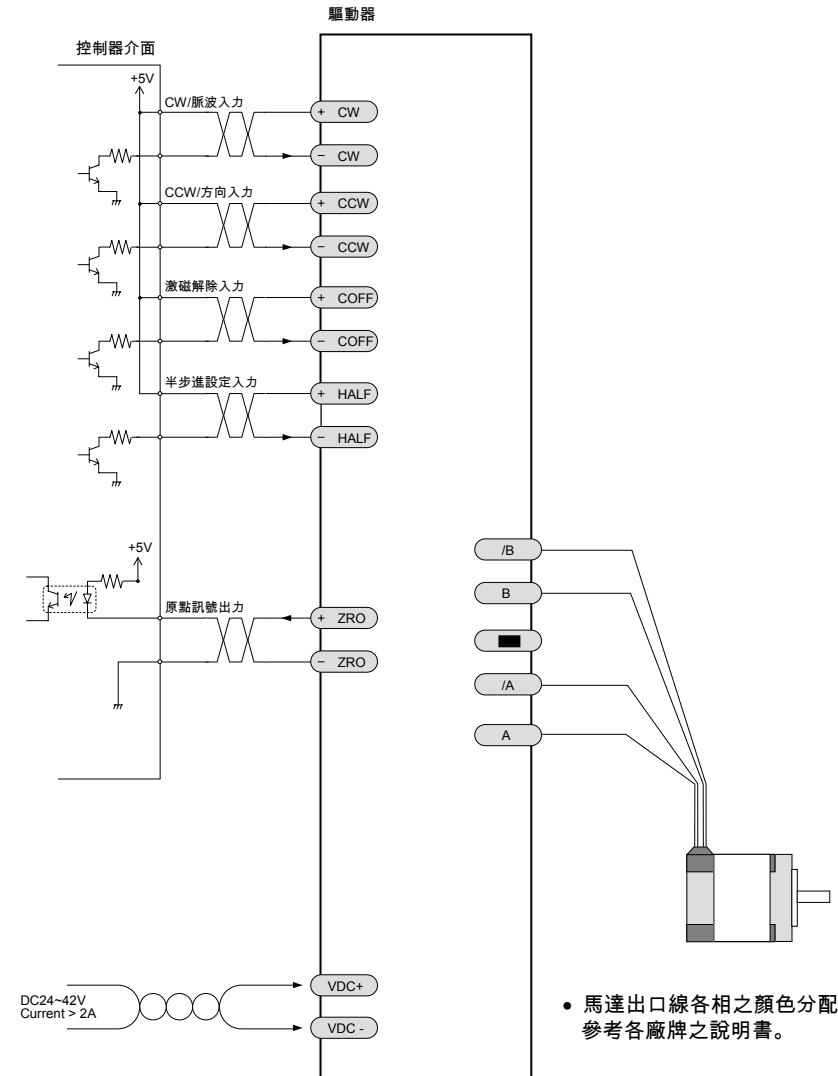 驅動器
控制器介面
+5V
CW/脈波入力
+ CW
− CW
CCW/方向入力
+ CCW
− CCW
激磁解除入力
+ COFF
− COFF
半步進設定入力
+ HALF
− HALF
+5V
原點訊號出力
+ ZRO
− ZRO
/B
B
/A
A
DC24~42V
Current > 2A
VDC+
VDC -
• 馬達出口線各相之顏色分配
參考各廠牌之說明書。